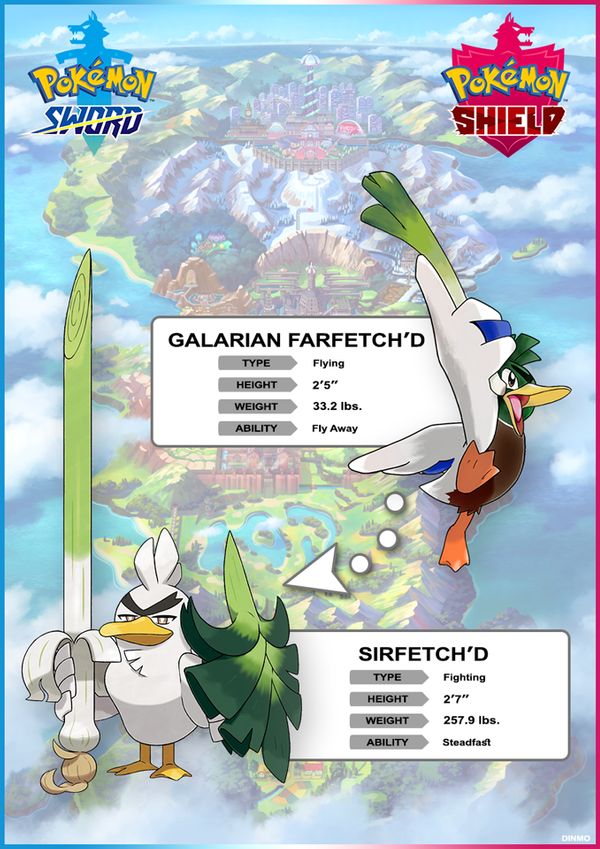 POKéMON
SWORD
POKéMON
SHIELD
GALARIAN FARFETCH'D
TYPE Flying
HEIGHT 2'5"
WEIGHT 33.2 lbs.
ABILITY Fly Away
SIRFETCH'D
TYPE Fighting
HEIGHT 2'7"
WEIGHT 257.9 lbs.
ABILITY Steadfast
DINMO